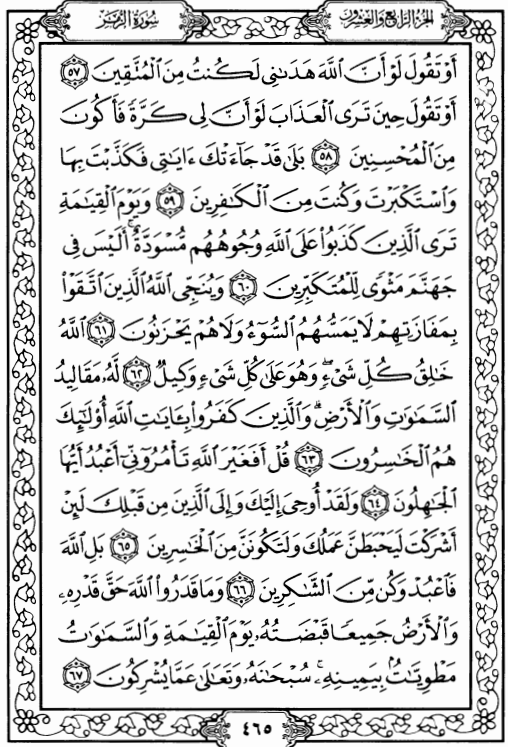 الجزء الرابع والعشرون
سورة الزمر
أَوْ تَقُولَ لَوْ أَنَّ ٱللَّهَ هَدَىٰنِى لَكُنتُ مِنَ ٱلْمُتَّقِينَ ٥٧
أَوْ تَقُولَ حِينَ تَرَى ٱلْعَذَابَ لَوْ أَنَّ لِى كَرَّةً فَأَكُونَ
مِنَ ٱلْمُحْسِنِينَ ٥٨ بَلَىٰ قَدْ جَآءَتْكَ ءَايَٰتِى فَكَذَّبْتَ بِهَا
وَٱسْتَكْبَرْتَ وَكُنتَ مِنَ ٱلْكَٰفِرِينَ ٥٩ وَيَوْمَ ٱلْقِيَٰمَةِ
تَرَى ٱلَّذِينَ كَذَبُوا۟ عَلَى ٱللَّهِ وُجُوهُهُم مُّسْوَدَّةٌ ۚ أَلَيْسَ فِى
جَهَنَّمَ مَثْوًى لِّلْمُتَكَبِّرِينَ ٦٠ وَيُنَجِّى ٱللَّهُ ٱلَّذِينَ ٱتَّقَوْا۟
بِمَفَازَتِهِمْ لَا يَمَسُّهُمُ ٱلسُّوٓءُ وَلَا هُمْ يَحْزَنُونَ ٦١ ٱللَّهُ
خَٰلِقُ كُلِّ شَىْءٍ ۖ وَهُوَ عَلَىٰ كُلِّ شَىْءٍ وَكِيلٌ ٦٢ لَّهُۥ مَقَالِيدُ
ٱلسَّمَٰوَٰتِ وَٱلْأَرْضِ ۗ وَٱلَّذِينَ كَفَرُوا۟ بِـَٔايَٰتِ ٱللَّهِ أُو۟لَٰٓئِكَ
هُمُ ٱلْخَٰسِرُونَ ٦٣ قُلْ أَفَغَيْرَ ٱللَّهِ تَأْمُرُوٓنِّىٓ أَعْبُدُ أَيُّهَا
ٱلْجَٰهِلُونَ ٦٤ وَلَقَدْ أُوحِىَ إِلَيْكَ وَإِلَى ٱلَّذِينَ مِن قَبْلِكَ لَئِنْ
أَشْرَكْتَ لَيَحْبَطَنَّ عَمَلُكَ وَلَتَكُونَنَّ مِنَ ٱلْخَٰسِرِينَ ٦٥ بَلِ ٱللَّهَ
فَٱعْبُدْ وَكُن مِّنَ ٱلشَّٰكِرِينَ ٦٦ وَمَا قَدَرُوا۟ ٱللَّهَ حَقَّ قَدْرِهِۦ
وَٱلْأَرْضُ جَمِيعًا قَبْضَتُهُۥ يَوْمَ ٱلْقِيَٰمَةِ وَٱلسَّمَٰوَٰتُ
مَطْوِيَّٰتٌۢ بِيَمِينِهِۦ ۚ سُبْحَٰنَهُۥ وَتَعَٰلَىٰ عَمَّا يُشْرِكُونَ ٦٧
٤٦٥